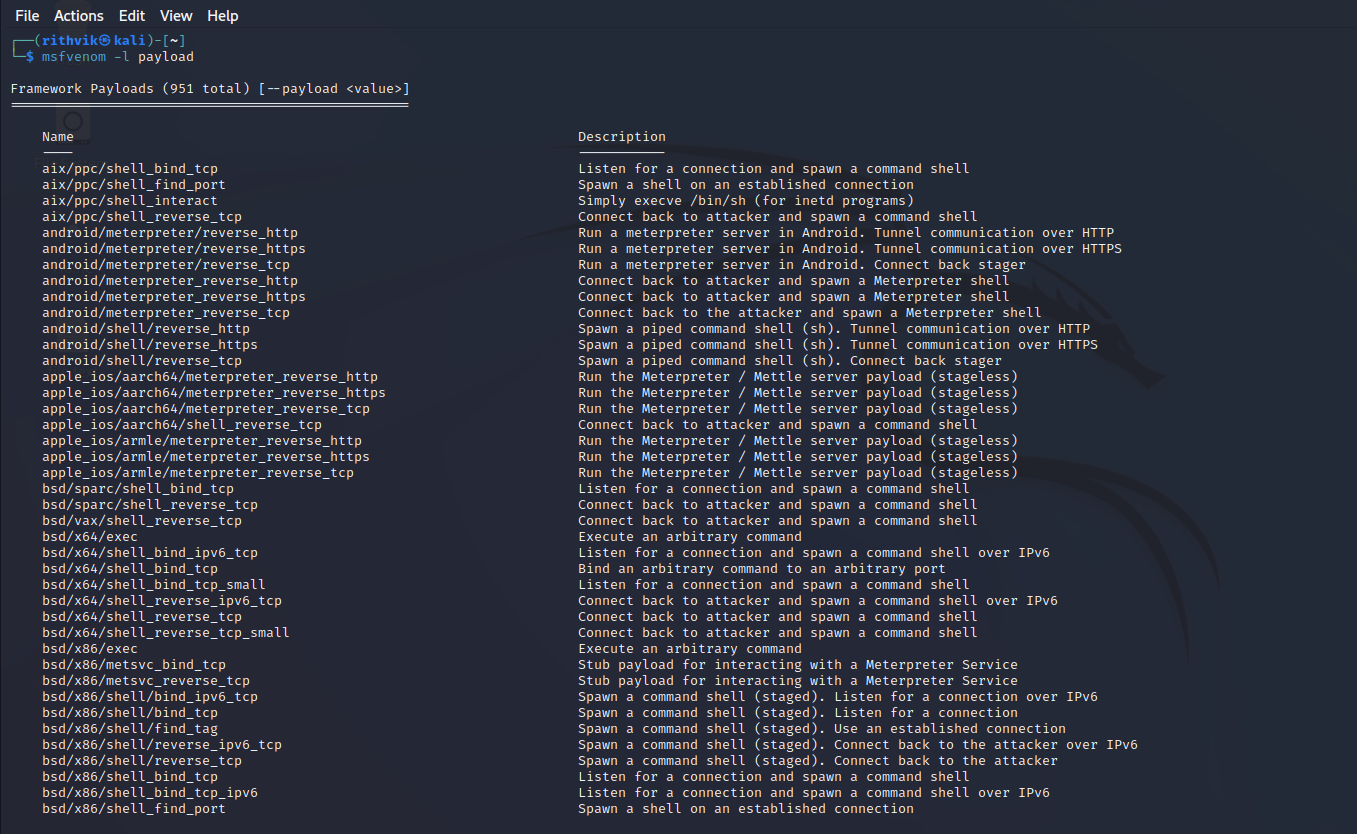 File Actions Edit View Help
┌──(rithvik㉿kali)-[~]
└─$ msfvenom -l payload
Framework Payloads (951 total) [--payload <value>]
==================================================
Name Description
---- -----------
aix/ppc/shell_bind_tcp Listen for a connection and spawn a command shell
aix/ppc/shell_find_port Spawn a shell on an established connection
aix/ppc/shell_interact Simply execve /bin/sh (for inetd programs)
aix/ppc/shell_reverse_tcp Connect back to attacker and spawn a command shell
android/meterpreter/reverse_http Run a meterpreter server in Android. Tunnel communication over HTTP
android/meterpreter/reverse_https Run a meterpreter server in Android. Tunnel communication over HTTPS
android/meterpreter/reverse_tcp Run a meterpreter server in Android. Connect back stager
android/meterpreter_reverse_http Connect back to attacker and spawn a Meterpreter shell
android/meterpreter_reverse_https Connect back to attacker and spawn a Meterpreter shell
android/meterpreter_reverse_tcp Connect back to the attacker and spawn a Meterpreter shell
android/shell/reverse_http Spawn a piped command shell (sh). Tunnel communication over HTTP
android/shell/reverse_https Spawn a piped command shell (sh). Tunnel communication over HTTPS
android/shell/reverse_tcp Spawn a piped command shell (sh). Connect back stager
apple_ios/aarch64/meterpreter_reverse_http Run the Meterpreter / Mettle server payload (stageless)
apple_ios/aarch64/meterpreter_reverse_https Run the Meterpreter / Mettle server payload (stageless)
apple_ios/aarch64/meterpreter_reverse_tcp Run the Meterpreter / Mettle server payload (stageless)
apple_ios/aarch64/shell_reverse_tcp Connect back to attacker and spawn a command shell
apple_ios/armle/meterpreter_reverse_http Run the Meterpreter / Mettle server payload (stageless)
apple_ios/armle/meterpreter_reverse_https Run the Meterpreter / Mettle server payload (stageless)
apple_ios/armle/meterpreter_reverse_tcp Run the Meterpreter / Mettle server payload (stageless)
bsd/sparc/shell_bind_tcp Listen for a connection and spawn a command shell
bsd/sparc/shell_reverse_tcp Connect back to attacker and spawn a command shell
bsd/vax/shell_reverse_tcp Connect back to attacker and spawn a command shell
bsd/x64/exec Execute an arbitrary command
bsd/x64/shell_bind_ipv6_tcp Listen for a connection and spawn a command shell over IPv6
bsd/x64/shell_bind_tcp Bind an arbitrary command to an arbitrary port
bsd/x64/shell_bind_tcp_small Listen for a connection and spawn a command shell
bsd/x64/shell_reverse_ipv6_tcp Connect back to attacker and spawn a command shell over IPv6
bsd/x64/shell_reverse_tcp Connect back to attacker and spawn a command shell
bsd/x64/shell_reverse_tcp_small Connect back to attacker and spawn a command shell
bsd/x86/exec Execute an arbitrary command
bsd/x86/metsvc_bind_tcp Stub payload for interacting with a Meterpreter Service
bsd/x86/metsvc_reverse_tcp Stub payload for interacting with a Meterpreter Service
bsd/x86/shell/bind_ipv6_tcp Spawn a command shell (staged). Listen for a connection over IPv6
bsd/x86/shell/bind_tcp Spawn a command shell (staged). Listen for a connection
bsd/x86/shell/find_tag Spawn a command shell (staged). Use an established connection
bsd/x86/shell/reverse_ipv6_tcp Spawn a command shell (staged). Connect back to the attacker over IPv6
bsd/x86/shell/reverse_tcp Spawn a command shell (staged). Connect back to the attacker
bsd/x86/shell_bind_tcp Listen for a connection and spawn a command shell
bsd/x86/shell_bind_tcp_ipv6 Listen for a connection and spawn a command shell over IPv6
bsd/x86/shell_find_port Spawn a shell on an established connection